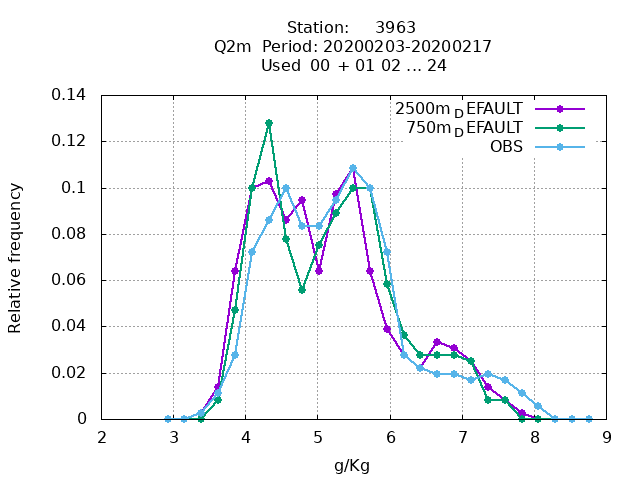 Station: 3963
Q2m Period: 20200203-20200217
Used 00 + 01 02 ... 24
2500m_DEFAULT
750m_DEFAULT
OBS
Relative frequency
0.14
0.12
0.1
0.08
0.06
0.04
0.02
0
2 3 4 5 6 7 8 9
g/Kg